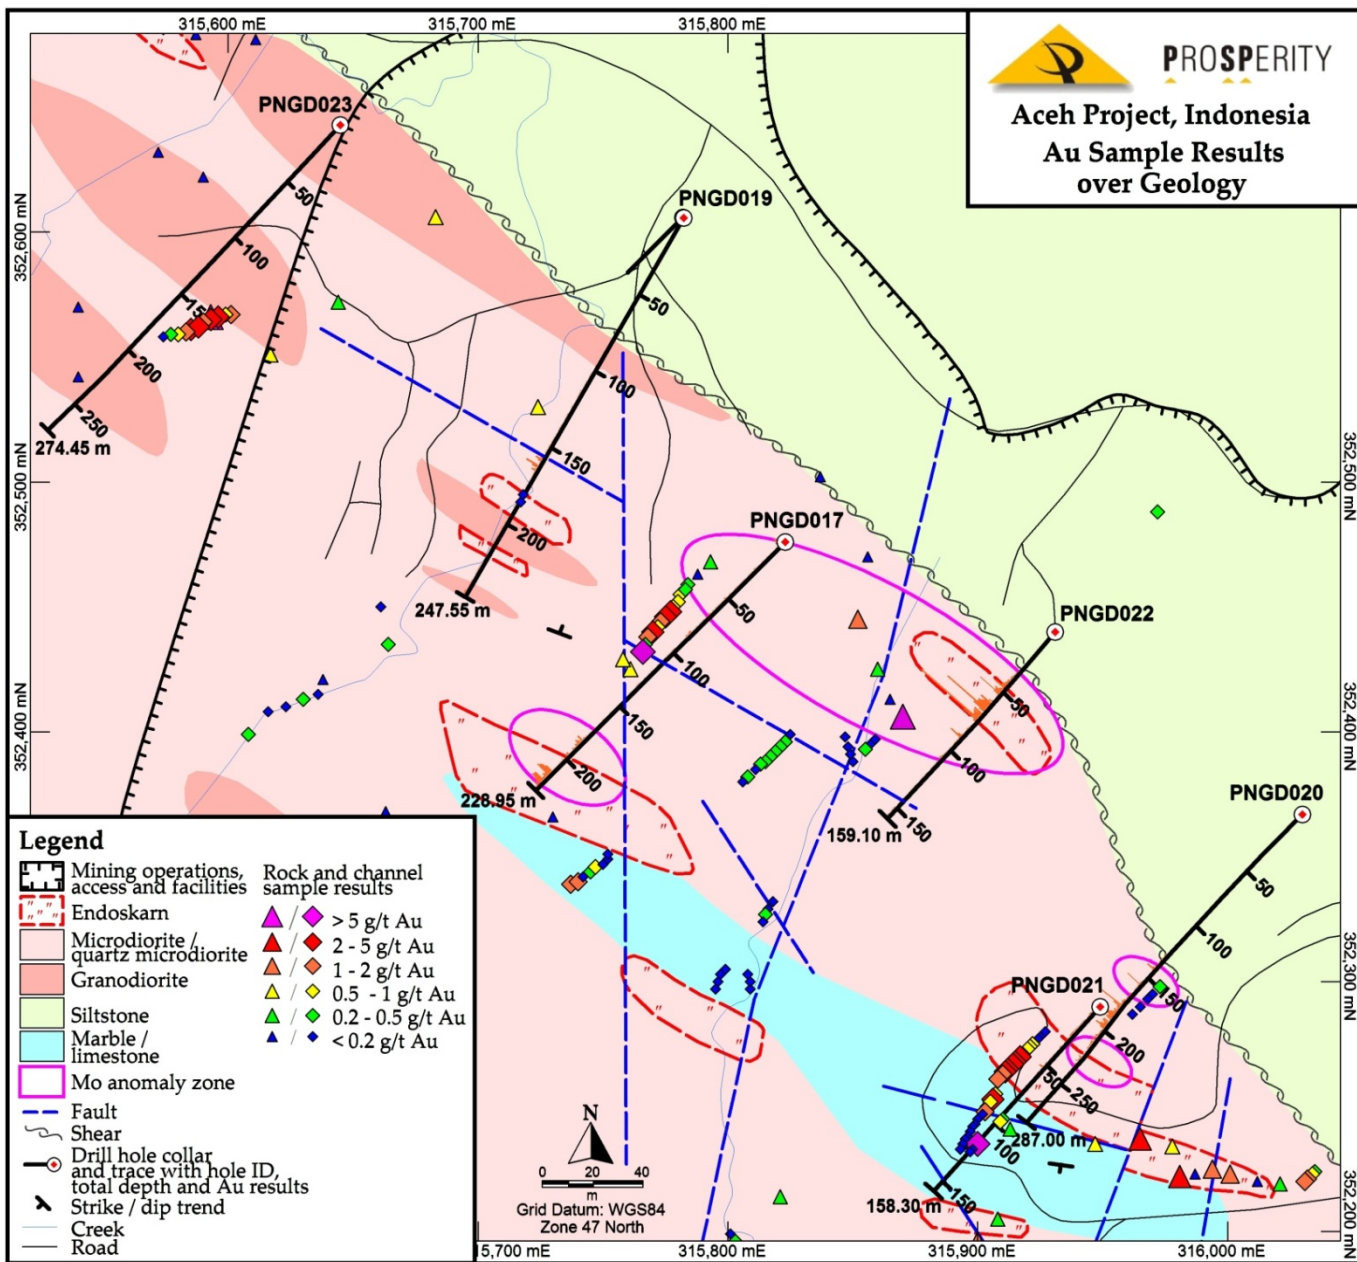 315,600 mE
315,700 mE
315,800 mE
PROSPERITY
Aceh Project, Indonesia
Au Sample Results
over Geology
352,600 mN
352,500 mN
352,400 mN
352,500 mN
352,400 mN
352,300 mN
352,200 mN
PNGD023
50
100
150
200
250
274.45 m
PNGD019
50
100
150
200
247.55 m
PNGD017
50
100
150
200
228.95 m
PNGD022
50
100
150
159.10 m
PNGD020
50
100
150
200
250
287.00 m
PNGD021
50
100
150
158.30 m
Legend
Mining operations,
access and facilities
Endoskarn
Microdiorite /
quartz microdiorite
Granodiorite
Siltstone
Marble /
limestone
Mo anomaly zone
Fault
Shear
Drill hole collar
and trace with hole ID,
total depth and Au results
Strike / dip trend
Creek
Road
Rock and channel
sample results
/ > 5 g/t Au
/ 2 - 5 g/t Au
/ 1 - 2 g/t Au
/ 0.5 - 1 g/t Au
/ 0.2 - 0.5 g/t Au
/ < 0.2 g/t Au
N
0 20 40
m
Grid Datum: WGS84
Zone 47 North
315,700 mE
315,800 mE
315,900 mE
316,000 mE